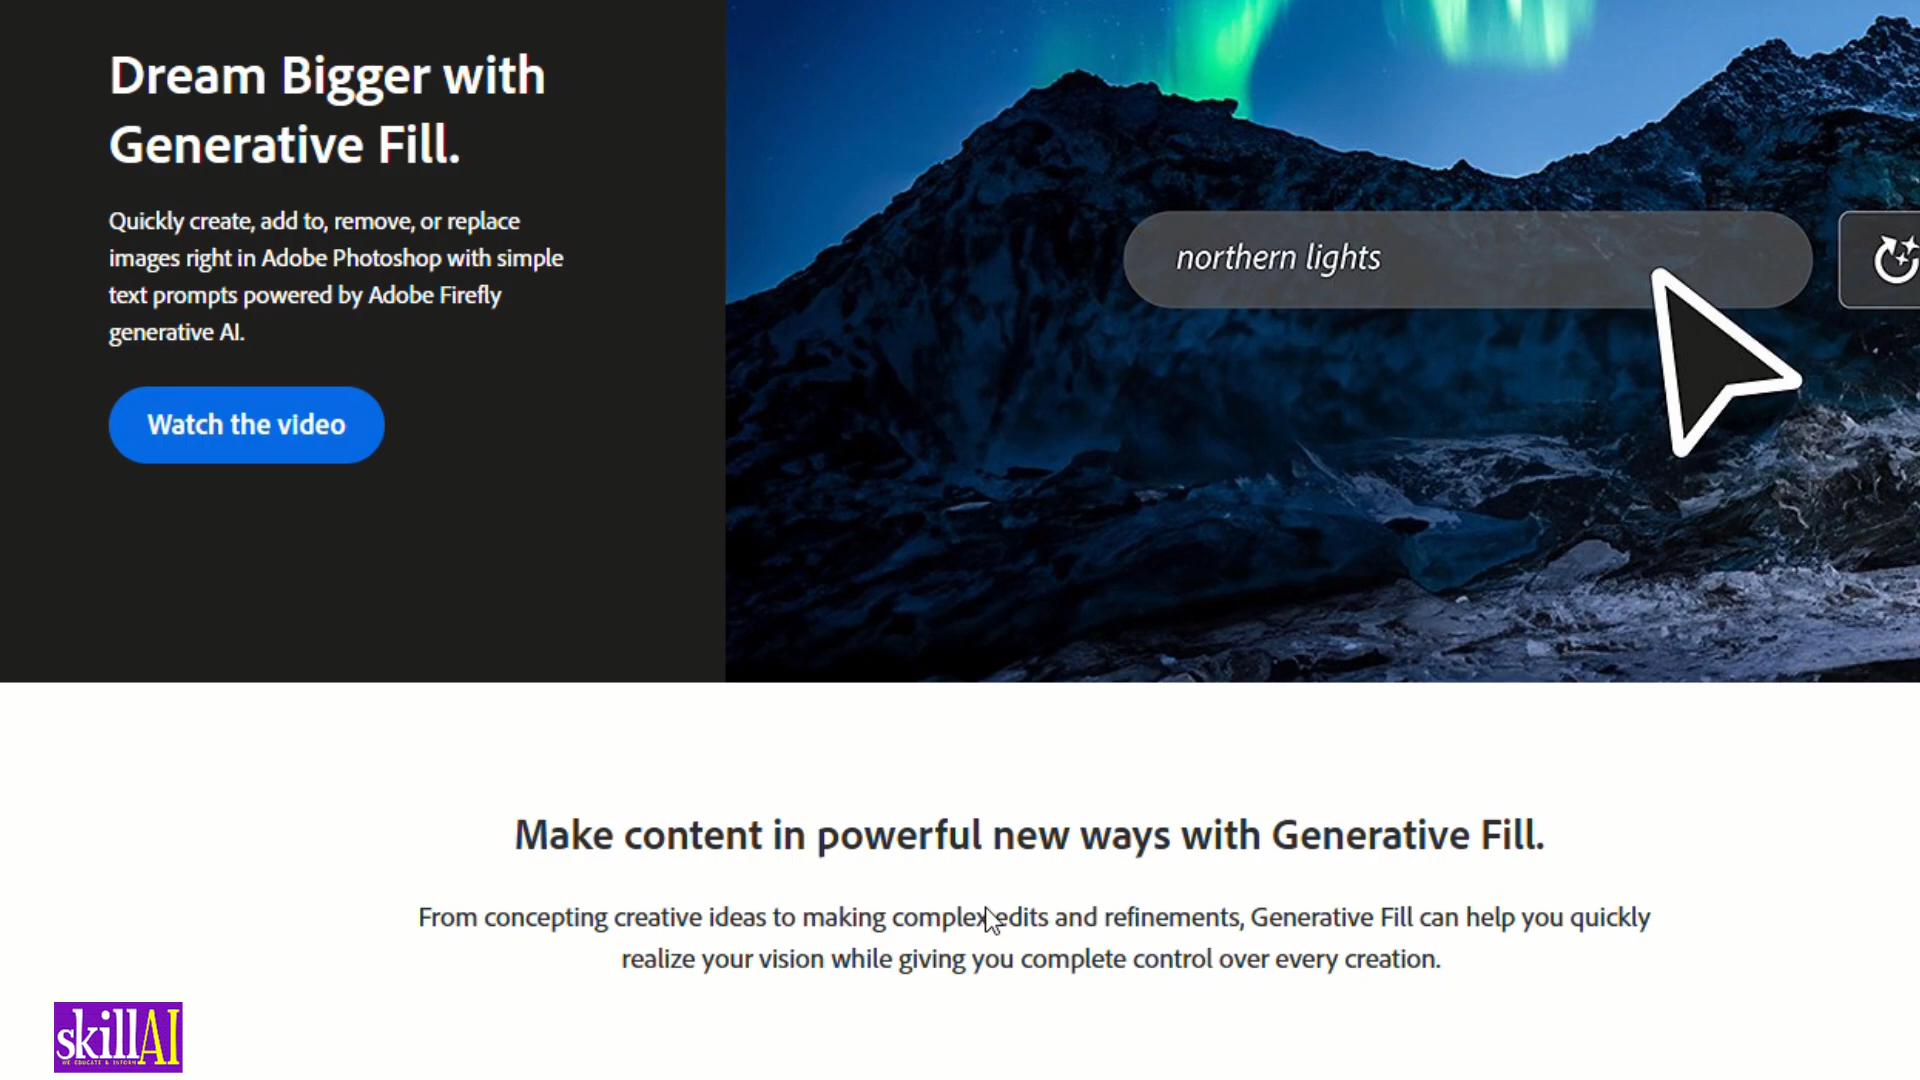 Dream Bigger with
Generative Fill.
Quickly create, add to, remove, or replace
images right in Adobe Photoshop with simple
text prompts powered by Adobe Firefly
generative AI.
Watch the video
northern lights
Make content in powerful new ways with Generative Fill.
From concepting creative ideas to making complex edits and refinements, Generative Fill can help you quickly
realize your vision while giving you complete control over every creation.
skillAI
WE EDUCATE & INFORM